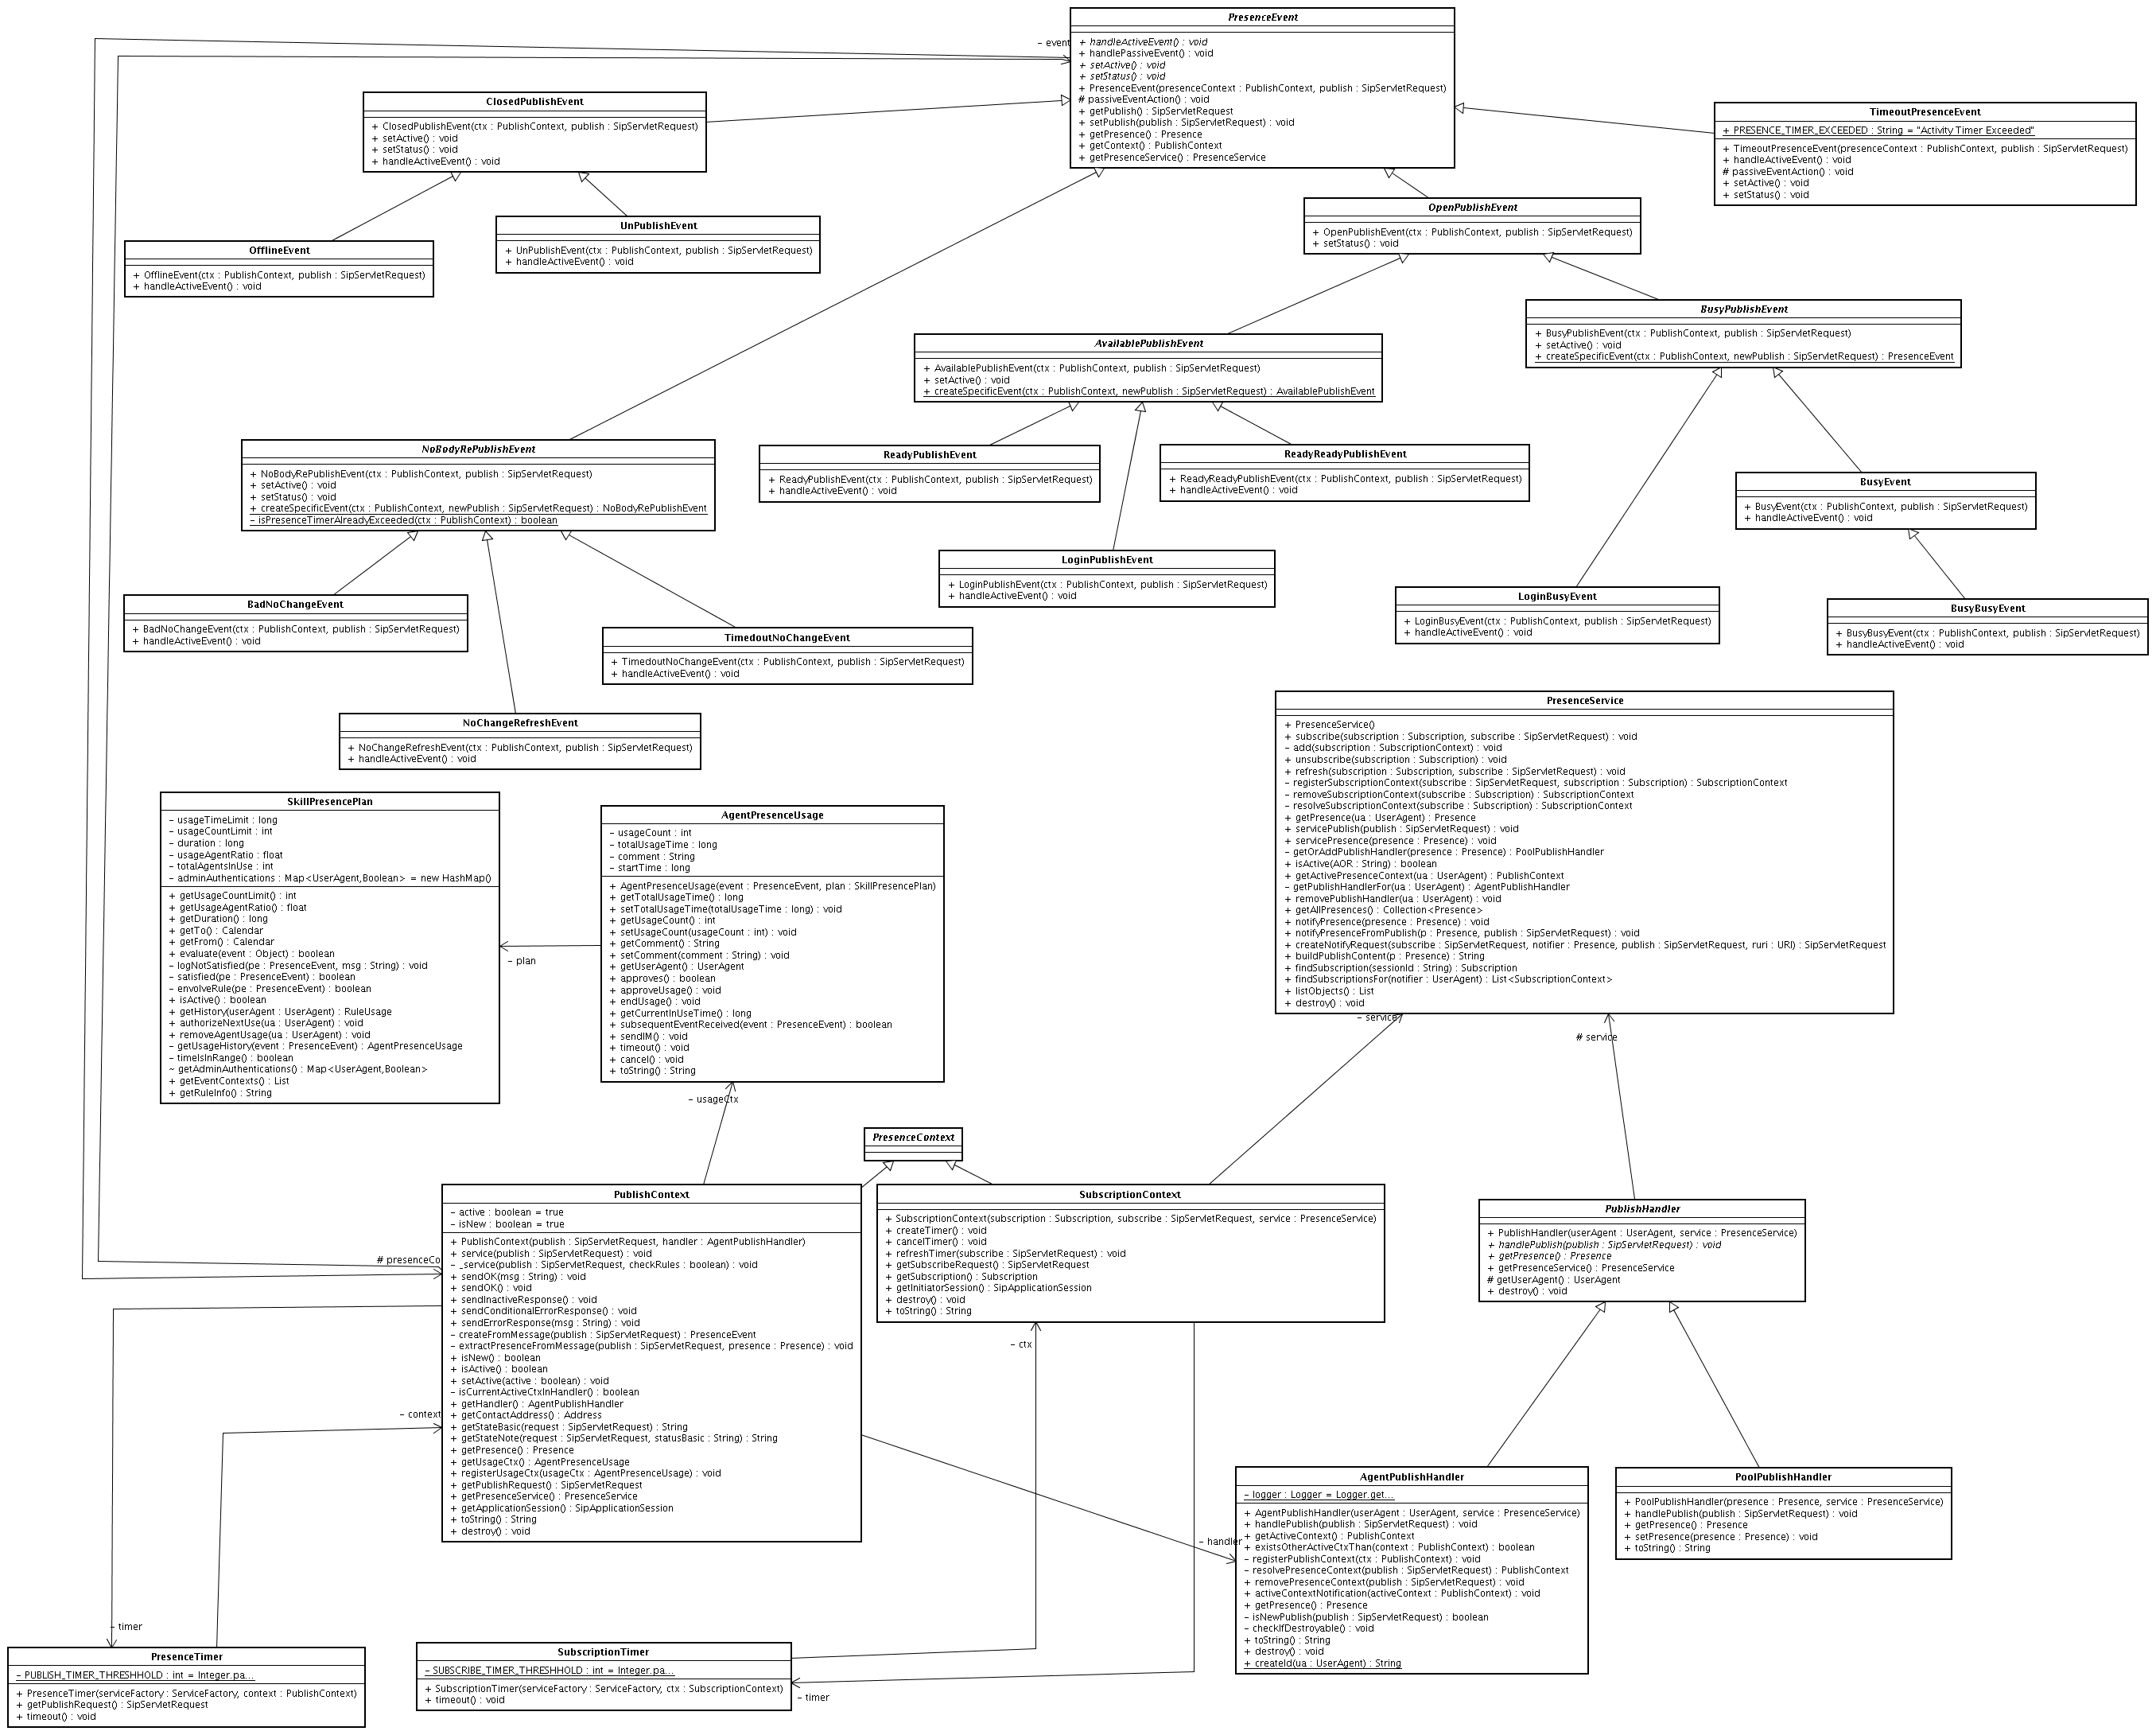 PresenceEvent
+ handleActiveEvent() : void
+ handlePassiveEvent() : void
+ setActive() : void
+ setStatus() : void
+ PresenceEvent(presenceContext : PublishContext, publish : SipServletRequest)
# passiveEventAction() : void
+ getPublish() : SipServletRequest
+ setPublish(publish : SipServletRequest) : void
+ getPresence() : Presence
+ getContext() : PublishContext
+ getPresenceService() : PresenceService
- event
ClosedPublishEvent
+ ClosedPublishEvent(ctx : PublishContext, publish : SipServletRequest)
+ setActive() : void
+ setStatus() : void
+ handleActiveEvent() : void
TimeoutPresenceEvent
+ PRESENCE_TIMER_EXCEEDED : String = "Activity Timer Exceeded"
+ TimeoutPresenceEvent(presenceContext : PublishContext, publish : SipServletRequest)
+ handleActiveEvent() : void
# passiveEventAction() : void
+ setActive() : void
+ setStatus() : void
OpenPublishEvent
+ OpenPublishEvent(ctx : PublishContext, publish : SipServletRequest)
+ setStatus() : void
UnPublishEvent
+ UnPublishEvent(ctx : PublishContext, publish : SipServletRequest)
+ handleActiveEvent() : void
OfflineEvent
+ OfflineEvent(ctx : PublishContext, publish : SipServletRequest)
+ handleActiveEvent() : void
BusyPublishEvent
+ BusyPublishEvent(ctx : PublishContext, publish : SipServletRequest)
+ setActive() : void
+ createSpecificEvent(ctx : PublishContext, newPublish : SipServletRequest) : PresenceEvent
AvailablePublishEvent
+ AvailablePublishEvent(ctx : PublishContext, publish : SipServletRequest)
+ setActive() : void
+ createSpecificEvent(ctx : PublishContext, newPublish : SipServletRequest) : AvailablePublishEvent
NoBodyRePublishEvent
+ NoBodyRePublishEvent(ctx : PublishContext, publish : SipServletRequest)
+ setActive() : void
+ setStatus() : void
+ createSpecificEvent(ctx : PublishContext, newPublish : SipServletRequest) : NoBodyRePublishEvent
- isPresenceTimerAlreadyExceeded(ctx : PublishContext) : boolean
ReadyPublishEvent
+ ReadyPublishEvent(ctx : PublishContext, publish : SipServletRequest)
+ handleActiveEvent() : void
ReadyReadyPublishEvent
+ ReadyReadyPublishEvent(ctx : PublishContext, publish : SipServletRequest)
+ handleActiveEvent() : void
BusyEvent
+ BusyEvent(ctx : PublishContext, publish : SipServletRequest)
+ handleActiveEvent() : void
LoginPublishEvent
+ LoginPublishEvent(ctx : PublishContext, publish : SipServletRequest)
+ handleActiveEvent() : void
LoginBusyEvent
+ LoginBusyEvent(ctx : PublishContext, publish : SipServletRequest)
+ handleActiveEvent() : void
BusyBusyEvent
+ BusyBusyEvent(ctx : PublishContext, publish : SipServletRequest)
+ handleActiveEvent() : void
BadNoChangeEvent
+ BadNoChangeEvent(ctx : PublishContext, publish : SipServletRequest)
+ handleActiveEvent() : void
TimedoutNoChangeEvent
+ TimedoutNoChangeEvent(ctx : PublishContext, publish : SipServletRequest)
+ handleActiveEvent() : void
NoChangeRefreshEvent
+ NoChangeRefreshEvent(ctx : PublishContext, publish : SipServletRequest)
+ handleActiveEvent() : void
PresenceService
+ PresenceService()
+ subscribe(subscription : Subscription, subscribe : SipServletRequest) : void
- add(subscription : SubscriptionContext) : void
+ unsubscribe(subscription : Subscription) : void
+ refresh(subscription : Subscription, subscribe : SipServletRequest) : void
- registerSubscriptionContext(subscribe : SipServletRequest, subscription : Subscription) : SubscriptionContext
- removeSubscriptionContext(subscribe : Subscription) : SubscriptionContext
- resolveSubscriptionContext(subscribe : Subscription) : SubscriptionContext
+ getPresence(ua : UserAgent) : Presence
+ servicePublish(publish : SipServletRequest) : void
+ servicePresence(presence : Presence) : void
- getOrAddPublishHandler(presence : Presence) : PoolPublishHandler
+ isActive(AOR : String) : boolean
+ getActivePresenceContext(ua : UserAgent) : PublishContext
- getPublishHandlerFor(ua : UserAgent) : AgentPublishHandler
+ removePublishHandler(ua : UserAgent) : void
+ getAllPresences() : Collection<Presence>
+ notifyPresence(presence : Presence) : void
+ notifyPresenceFromPublish(p : Presence, publish : SipServletRequest) : void
+ createNotifyRequest(subscribe : SipServletRequest, notifier : Presence, publish : SipServletRequest, ruri : URI) : SipServletRequest
+ buildPublishContent(p : Presence) : String
+ findSubscription(sessionId : String) : Subscription
+ findSubscriptionsFor(notifier : UserAgent) : List<SubscriptionContext>
+ listObjects() : List
+ destroy() : void
SkillPresencePlan
- usageTimeLimit : long
- usageCountLimit : int
- duration : long
- usageAgentRatio : float
- totalAgentsInUse : int
- adminAuthentications : Map<UserAgent,Boolean> = new HashMap()
+ getUsageCountLimit() : int
+ getUsageAgentRatio() : float
+ getDuration() : long
+ getTo() : Calendar
+ getFrom() : Calendar
+ evaluate(event : Object) : boolean
- logNotSatisfied(pe : PresenceEvent, msg : String) : void
- satisfied(pe : PresenceEvent) : boolean
- envolveRule(pe : PresenceEvent) : boolean
+ isActive() : boolean
+ getHistory(userAgent : UserAgent) : RuleUsage
+ authorizeNextUse(ua : UserAgent) : void
+ removeAgentUsage(ua : UserAgent) : void
- getUsageHistory(event : PresenceEvent) : AgentPresenceUsage
- timeIsInRange() : boolean
~ getAdminAuthentications() : Map<UserAgent,Boolean>
+ getEventContexts() : List
+ getRuleInfo() : String
- plan
AgentPresenceUsage
- usageCount : int
- totalUsageTime : long
- comment : String
- startTime : long
+ AgentPresenceUsage(event : PresenceEvent, plan : SkillPresencePlan)
+ getTotalUsageTime() : long
+ setTotalUsageTime(totalUsageTime : long) : void
+ getUsageCount() : int
+ setUsageCount(usageCount : int) : void
+ getComment() : String
+ setComment(comment : String) : void
+ getUserAgent() : UserAgent
+ approves() : boolean
+ approveUsage() : void
+ endUsage() : void
+ getCurrentInUseTime() : long
+ subsequentEventReceived(event : PresenceEvent) : boolean
+ sendIM() : void
+ timeout() : void
+ cancel() : void
+ toString() : String
- usageCtx
- service
# service
PresenceContext
PublishContext
- active : boolean = true
- isNew : boolean = true
+ PublishContext(publish : SipServletRequest, handler : AgentPublishHandler)
+ service(publish : SipServletRequest) : void
- _service(publish : SipServletRequest, checkRules : boolean) : void
+ sendOK(msg : String) : void
+ sendOK() : void
+ sendInactiveResponse() : void
+ sendConditionalErrorResponse() : void
+ sendErrorResponse(msg : String) : void
- createFromMessage(publish : SipServletRequest) : PresenceEvent
- extractPresenceFromMessage(publish : SipServletRequest, presence : Presence) : void
+ isNew() : boolean
+ isActive() : boolean
+ setActive(active : boolean) : void
- isCurrentActiveCtxInHandler() : boolean
+ getHandler() : AgentPublishHandler
+ getContactAddress() : Address
+ getStateBasic(request : SipServletRequest) : String
+ getStateNote(request : SipServletRequest, statusBasic : String) : String
+ getPresence() : Presence
+ getUsageCtx() : AgentPresenceUsage
+ registerUsageCtx(usageCtx : AgentPresenceUsage) : void
+ getPublishRequest() : SipServletRequest
+ getPresenceService() : PresenceService
+ getApplicationSession() : SipApplicationSession
+ toString() : String
+ destroy() : void
# presenceCo
- context
SubscriptionContext
+ SubscriptionContext(subscription : Subscription, subscribe : SipServletRequest, service : PresenceService)
+ createTimer() : void
+ cancelTimer() : void
+ refreshTimer(subscribe : SipServletRequest) : void
+ getSubscribeRequest() : SipServletRequest
+ getSubscription() : Subscription
+ getInitiatorSession() : SipApplicationSession
+ destroy() : void
+ toString() : String
- ctx
PublishHandler
+ PublishHandler(userAgent : UserAgent, service : PresenceService)
+ handlePublish(publish : SipServletRequest) : void
+ getPresence() : Presence
+ getPresenceService() : PresenceService
# getUserAgent() : UserAgent
+ destroy() : void
- handler
AgentPublishHandler
- logger : Logger = Logger.get...
+ AgentPublishHandler(userAgent : UserAgent, service : PresenceService)
+ handlePublish(publish : SipServletRequest) : void
+ getActiveContext() : PublishContext
+ existsOtherActiveCtxThan(context : PublishContext) : boolean
- registerPublishContext(ctx : PublishContext) : void
- resolvePresenceContext(publish : SipServletRequest) : PublishContext
+ removePresenceContext(publish : SipServletRequest) : void
+ activeContextNotification(activeContext : PublishContext) : void
+ getPresence() : Presence
- isNewPublish(publish : SipServletRequest) : boolean
- checkIfDestroyable() : void
+ toString() : String
+ destroy() : void
+ createId(ua : UserAgent) : String
PoolPublishHandler
+ PoolPublishHandler(presence : Presence, service : PresenceService)
+ handlePublish(publish : SipServletRequest) : void
+ getPresence() : Presence
+ setPresence(presence : Presence) : void
+ toString() : String
- timer
PresenceTimer
- PUBLISH_TIMER_THRESHHOLD : int = Integer.pa...
+ PresenceTimer(serviceFactory : ServiceFactory, context : PublishContext)
+ getPublishRequest() : SipServletRequest
+ timeout() : void
SubscriptionTimer
- SUBSCRIBE_TIMER_THRESHHOLD : int = Integer.pa...
+ SubscriptionTimer(serviceFactory : ServiceFactory, ctx : SubscriptionContext)
+ timeout() : void
- timer